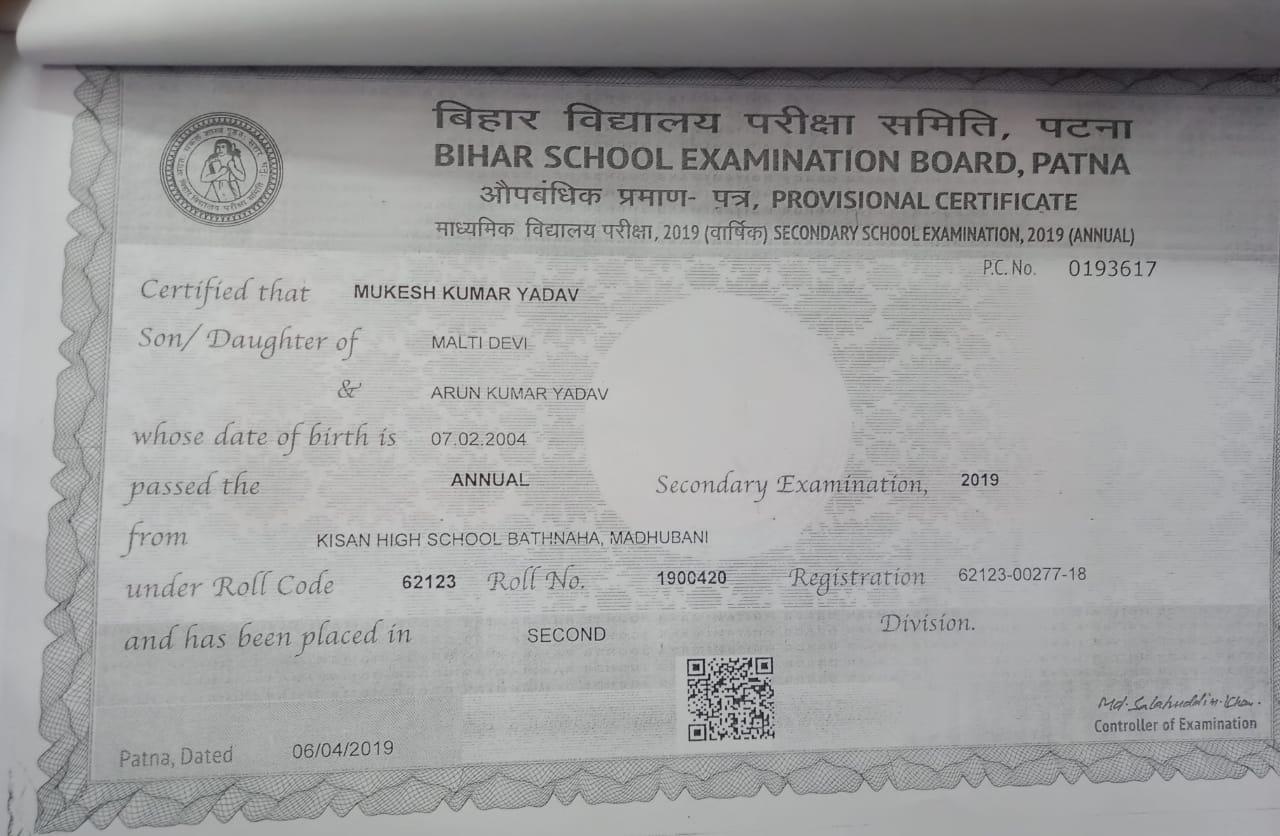 बिहार विद्यालय परीक्षा समिति, पटना
BIHAR SCHOOL EXAMINATION BOARD, PATNA
औपबंधिक प्रमाण- पत्र, PROVISIONAL CERTIFICATE
माध्यमिक विद्यालय परीक्षा, 2019 (वार्षिक) SECONDARY SCHOOL EXAMINATION, 2019 (ANNUAL)
P.C. No. 0193617
Certified that MUKESH KUMAR YADAV
Son/ Daughter of MALTI DEVI
& ARUN KUMAR YADAV
whose date of birth is 07.02.2004
passed the ANNUAL Secondary Examination, 2019
from KISAN HIGH SCHOOL BATHNAHA, MADHUBANI
under Roll Code 62123 Roll No. 1900420 Registration 62123-00277-18
and has been placed in SECOND Division.
Md. Salahuddin Khan.
Controller of Examination
Patna, Dated 06/04/2019